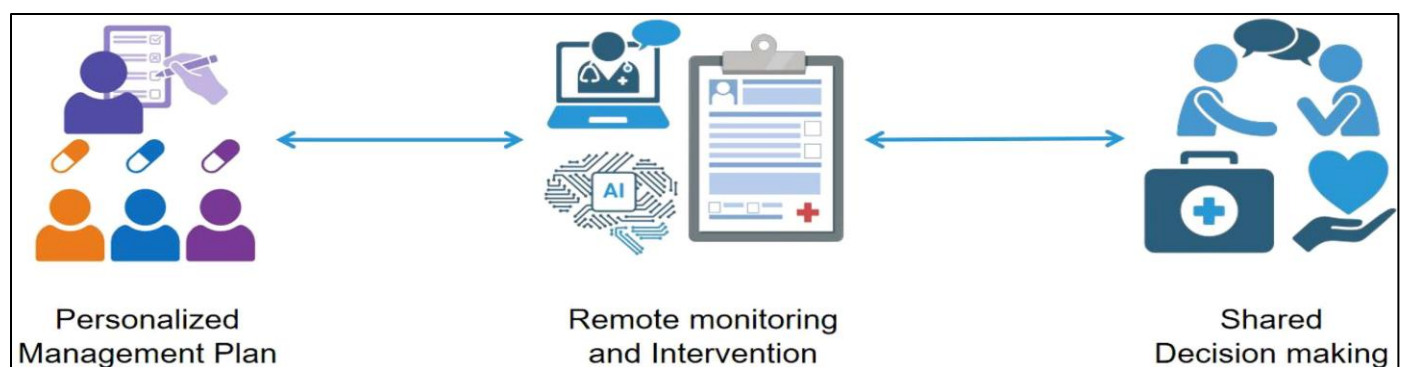 AI
Personalized
Management Plan
Remote monitoring
and Intervention
Shared
Decision making